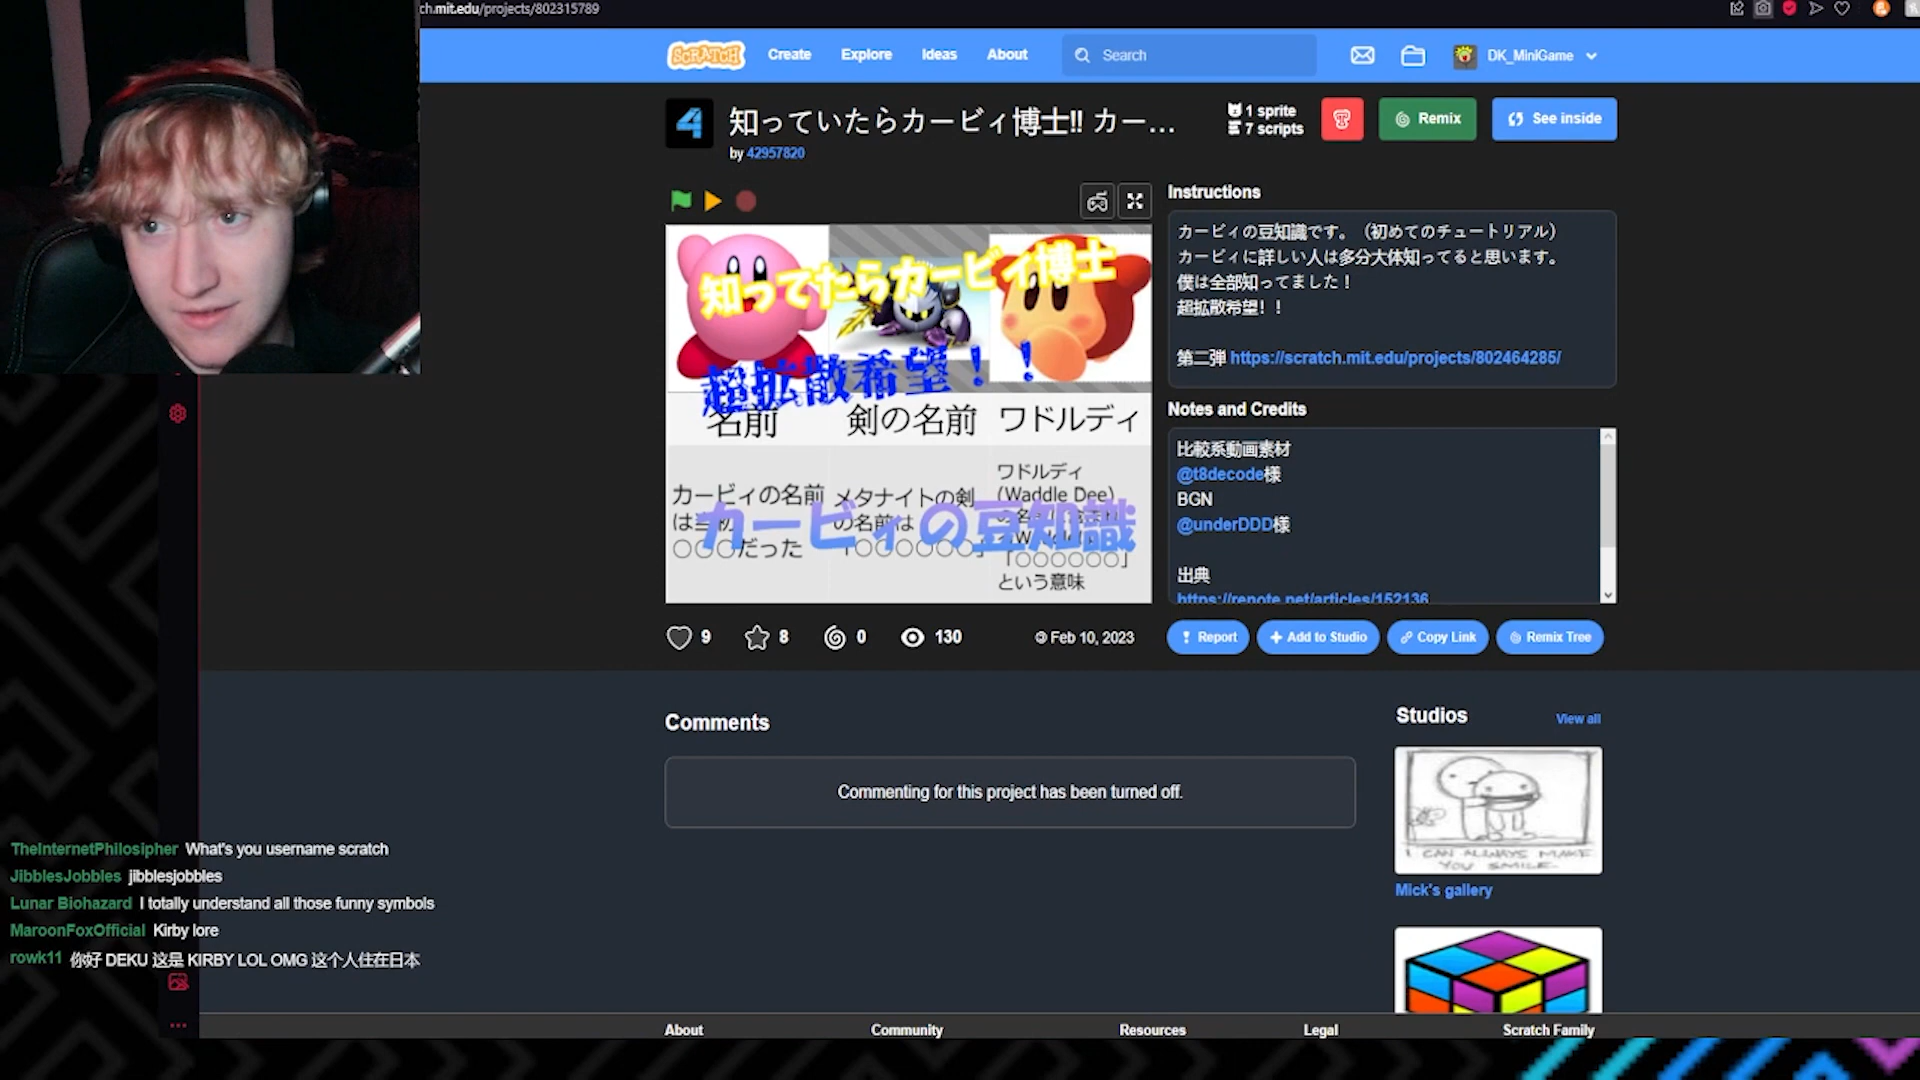 ch.mit.edu/projects/802315789
SCRATCH Create Explore Ideas About Search DK_MiniGame
知っていたらカービィ博士!! カー...
by 42957820
1 sprite
7 scripts
Remix
See inside
知ってたらカービィ博士
超拡散希望！！
名前 剣の名前 ワドルディ
カービィの名前
は当初
○○○だった
メタナイトの剣
の名前は
「○○○○○○」
ワドルディ
(Waddle Dee)
「○○○○○○」
という意味
カービィの豆知識
Instructions
カービィの豆知識です。（初めてのチュートリアル）
カービィに詳しい人は多分大体知ってると思います。
僕は全部知ってました！
超拡散希望！！
第二弾 https://scratch.mit.edu/projects/802464285/
Notes and Credits
比較系動画素材
@t8decode様
BGN
@underDDD様
出典
https://renote.net/articles/152136
9 8 0 130
© Feb 10, 2023
Report Add to Studio Copy Link Remix Tree
Comments
Commenting for this project has been turned off.
Studios View all
I CAN ALWAYS MAKE
YOU SMILE
Mick's gallery
TheInternetPhilosipher What's you username scratch
JibblesJobbles jibblesjobbles
Lunar Biohazard I totally understand all those funny symbols
MaroonFoxOfficial Kirby lore
rowk11 你好 DEKU 这是 KIRBY LOL OMG 这个人住在日本
About Community Resources Legal Scratch Family